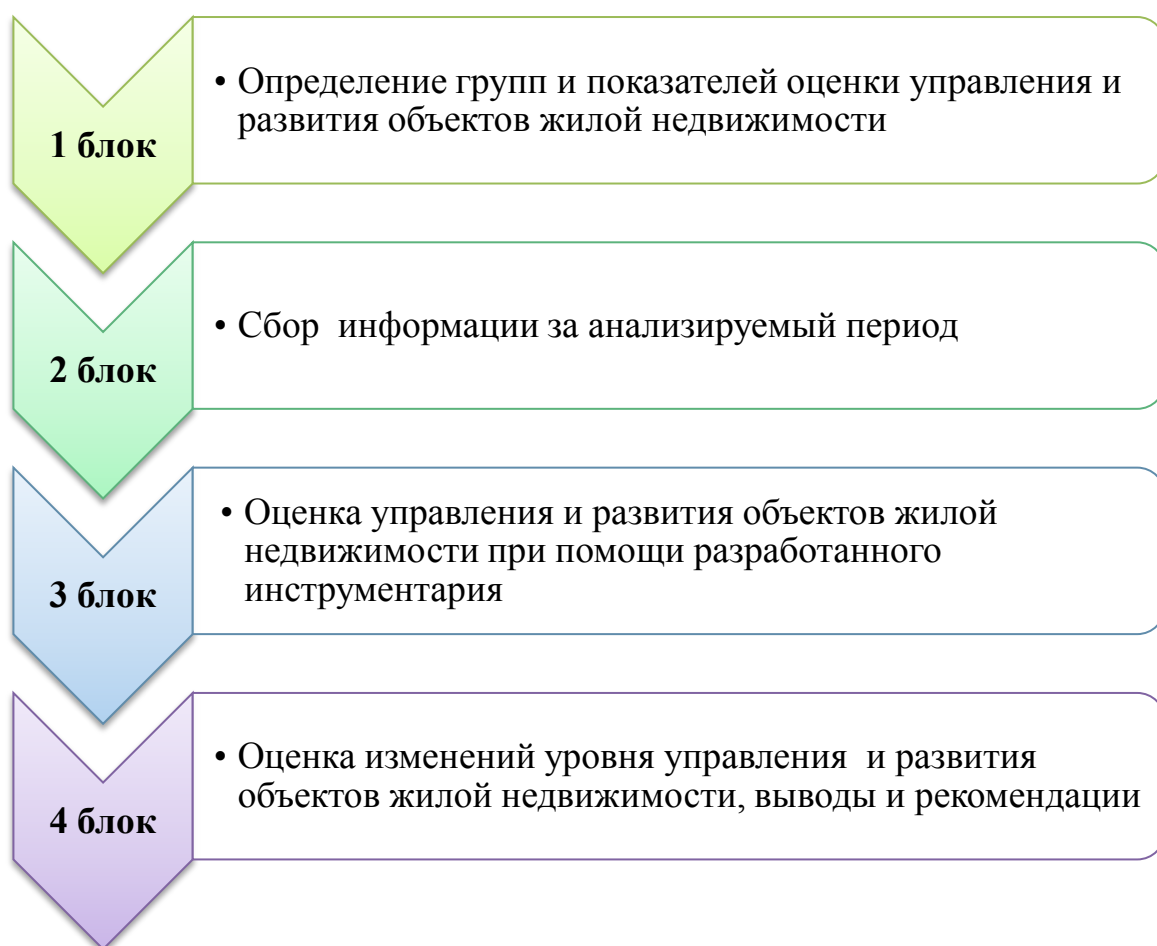 1 блок
• Определение групп и показателей оценки управления и
развития объектов жилой недвижимости
2 блок
• Сбор  информации за анализируемый период
3 блок
• Оценка управления и развития объектов жилой
недвижимости при помощи разработанного
инструментария
4 блок
• Оценка изменений уровня управления  и развития
объектов жилой недвижимости, выводы и рекомендации